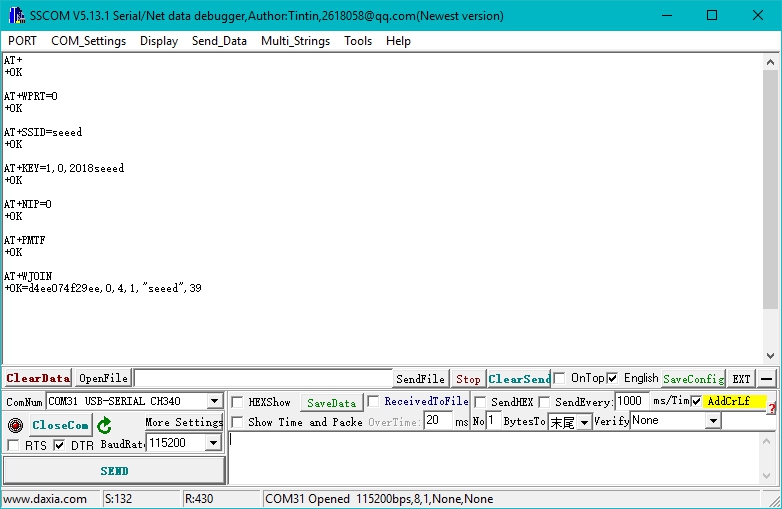 SSCOM V5.13.1 Serial/Net data debugger,Author:Tintin,2618058@qq.com(Newest version)
PORT COM_Settings Display Send_Data Multi_Strings Tools Help
AT+
+OK
AT+WPRT=0
+OK
AT+SSID=seeed
+OK
AT+KEY=1,0,2018seeed
+OK
AT+NIP=0
+OK
AT+PMTF
+OK
AT+WJOIN
+OK=d4ee074f29ee,0,4,1,"seeed",39
ClearData OpenFile SendFile Stop ClearSend OnTop English SaveConfig EXT
ComNum COM31 USB-SERIAL CH340 HEXShow SaveData ReceivedToFile SendHEX SendEvery: 1000 ms/Tim AddCrLf
CloseCom More Settings Show Time and Packe OverTime: 20 ms No 1 BytesTo 末尾 Verify None
RTS DTR BaudRat 115200
SEND
www.daxia.com S:132 R:430 COM31 Opened 115200bps,8,1,None,None